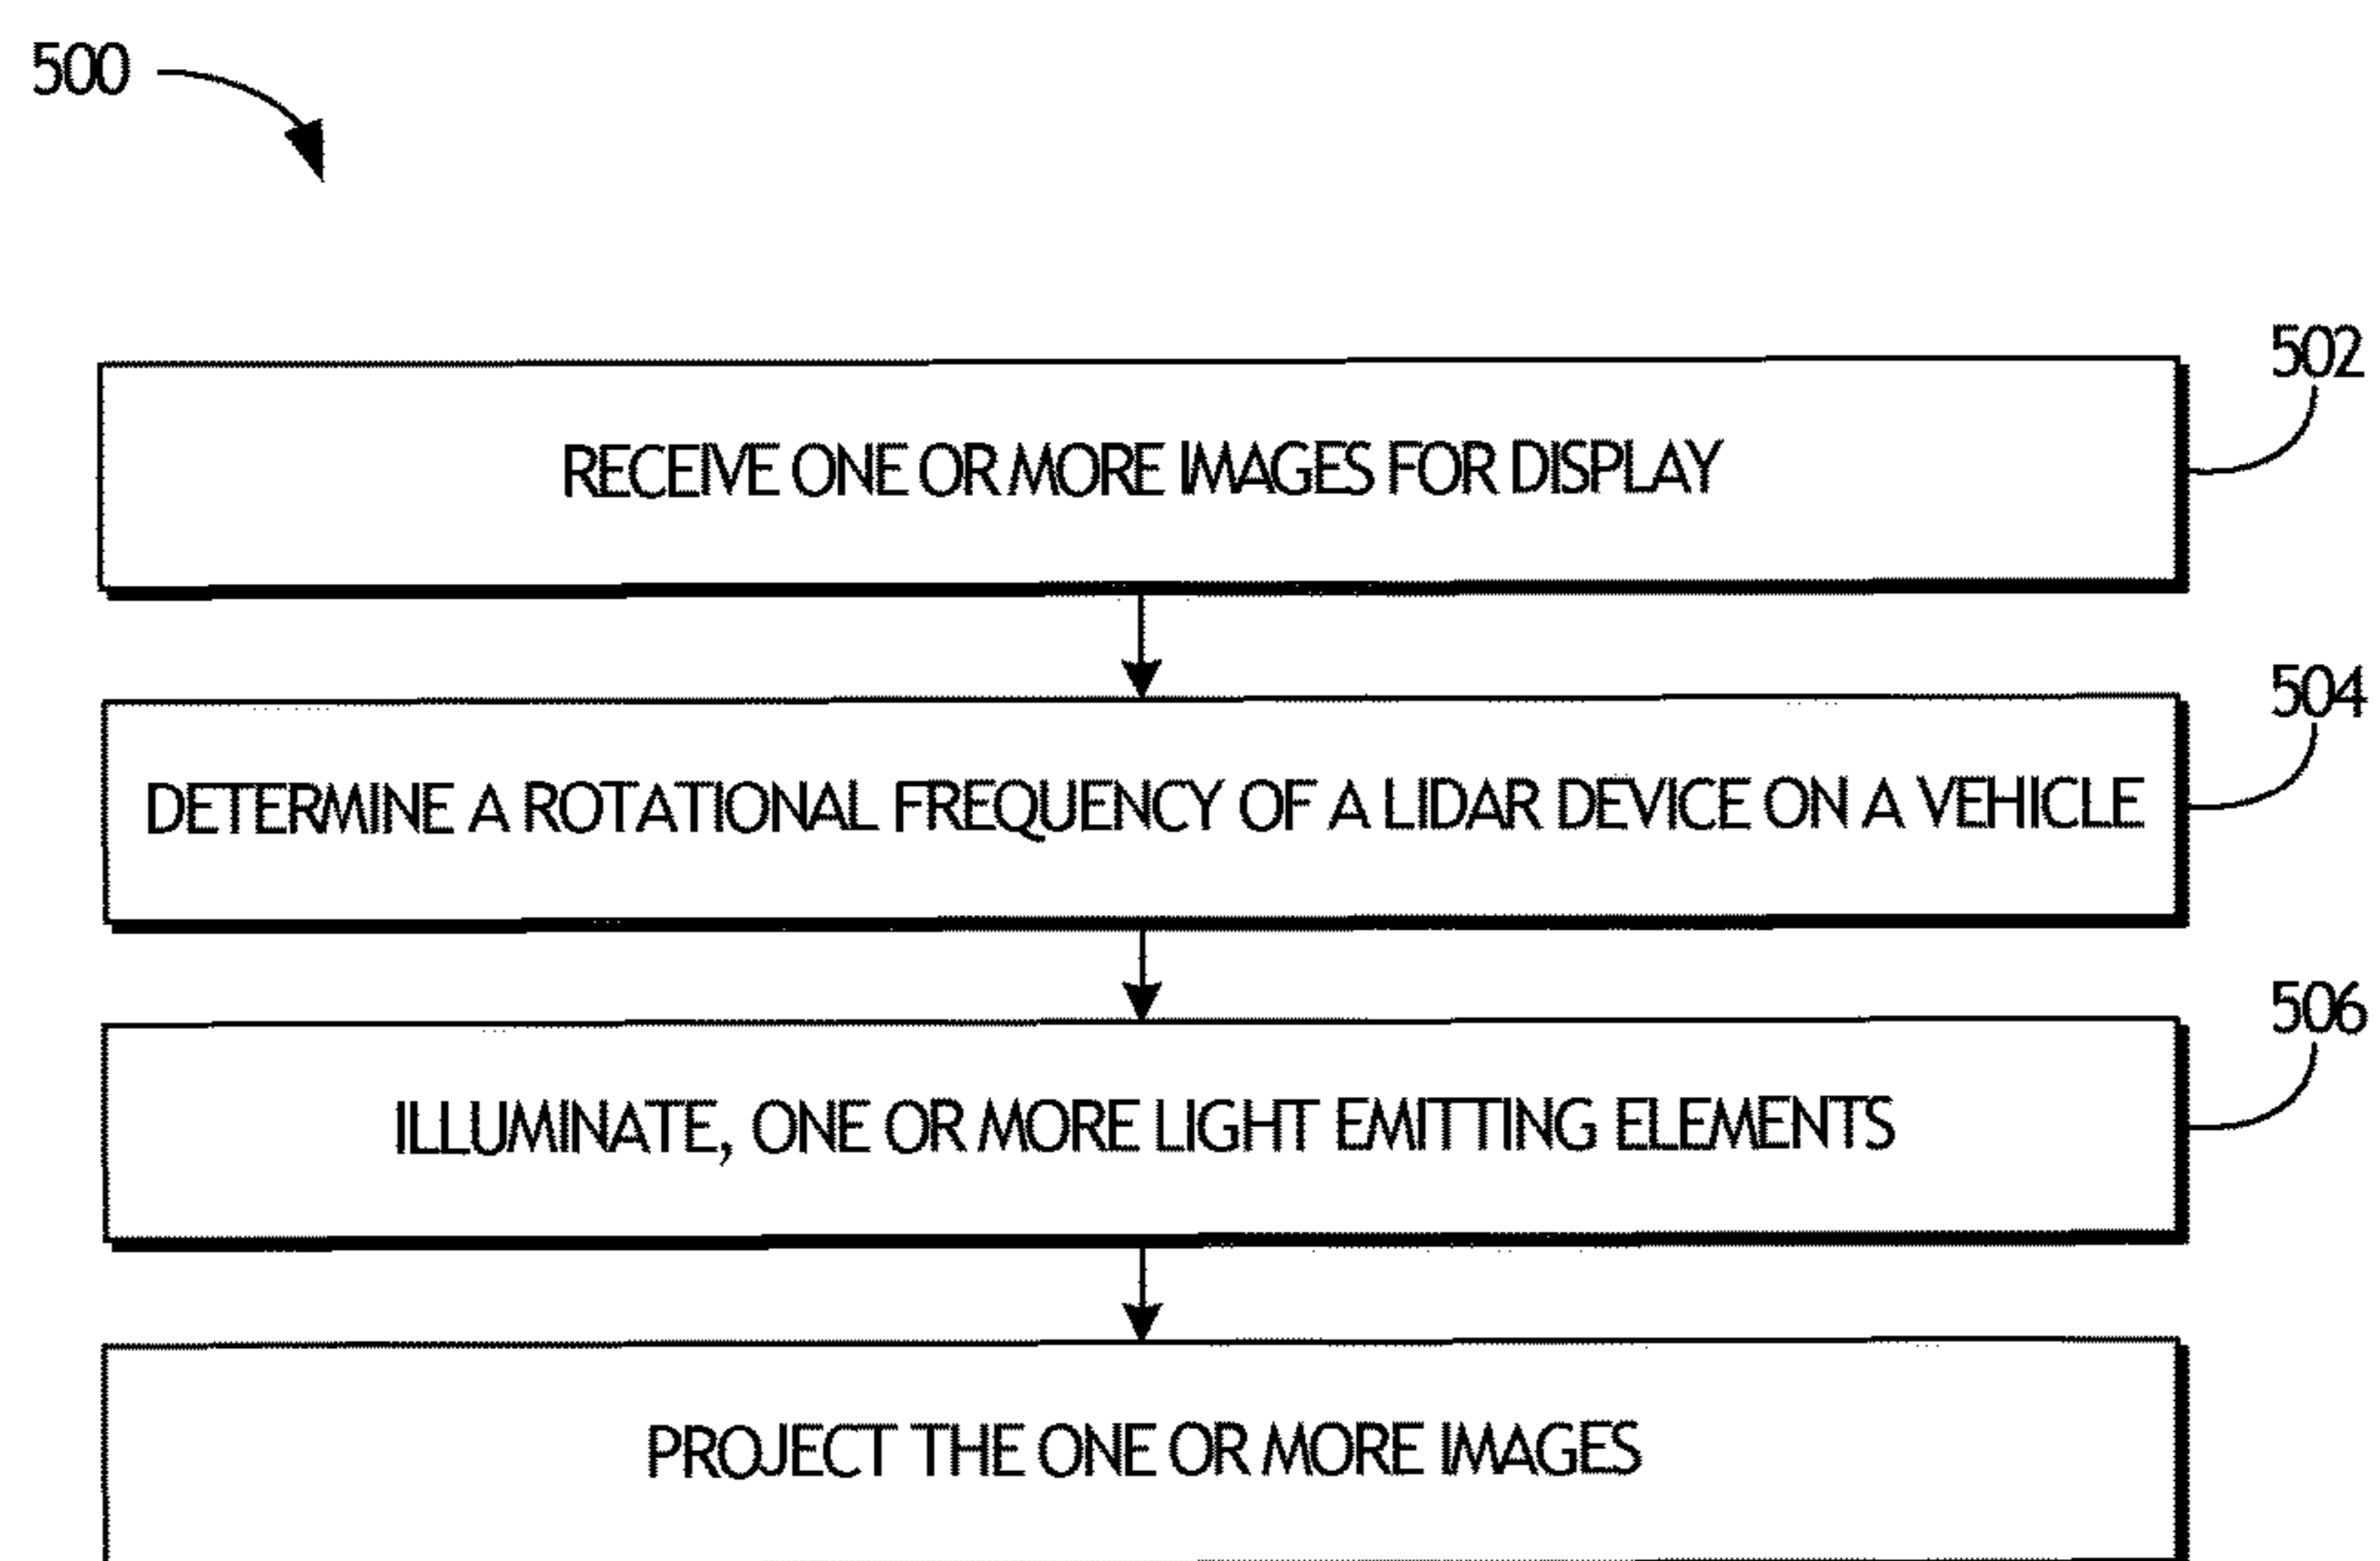 500
502
RECEIVE ONE OR MORE IMAGES FOR DISPLAY
504
DETERMINE A ROTATIONAL FREQUENCY OF A LIDAR DEVICE ON A VEHICLE
506
ILLUMINATE, ONE OR MORE LIGHT EMITTING ELEMENTS
PROJECT THE ONE OR MORE IMAGES